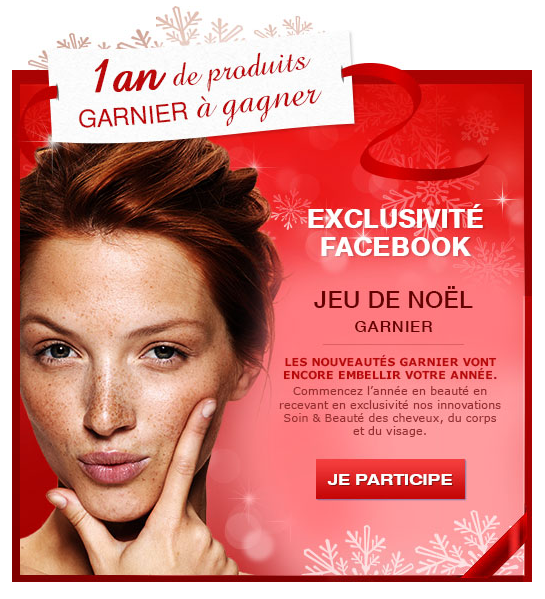 1 an de produits
GARNIER à gagner
EXCLUSIVITÉ
FACEBOOK
JEU DE NOËL
GARNIER
LES NOUVEAUTÉS GARNIER VONT
ENCORE EMBELLIR VOTRE ANNÉE.
Commencez l'année en beauté en
recevant en exclusivité nos innovations
Soin & Beauté des cheveux, du corps
et du visage.
JE PARTICIPE